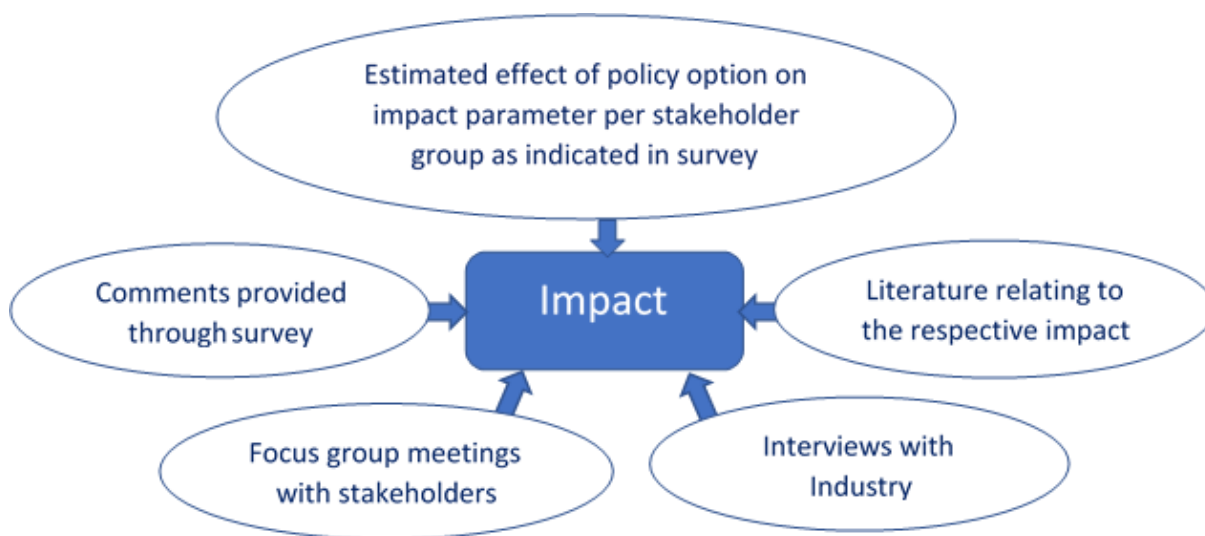 Estimated effect of policy option on
impact parameter per stakeholder
group as indicated in survey
Comments provided
through survey
Impact
Literature relating to
the respective impact
Focus group meetings
with stakeholders
Interviews with
Industry